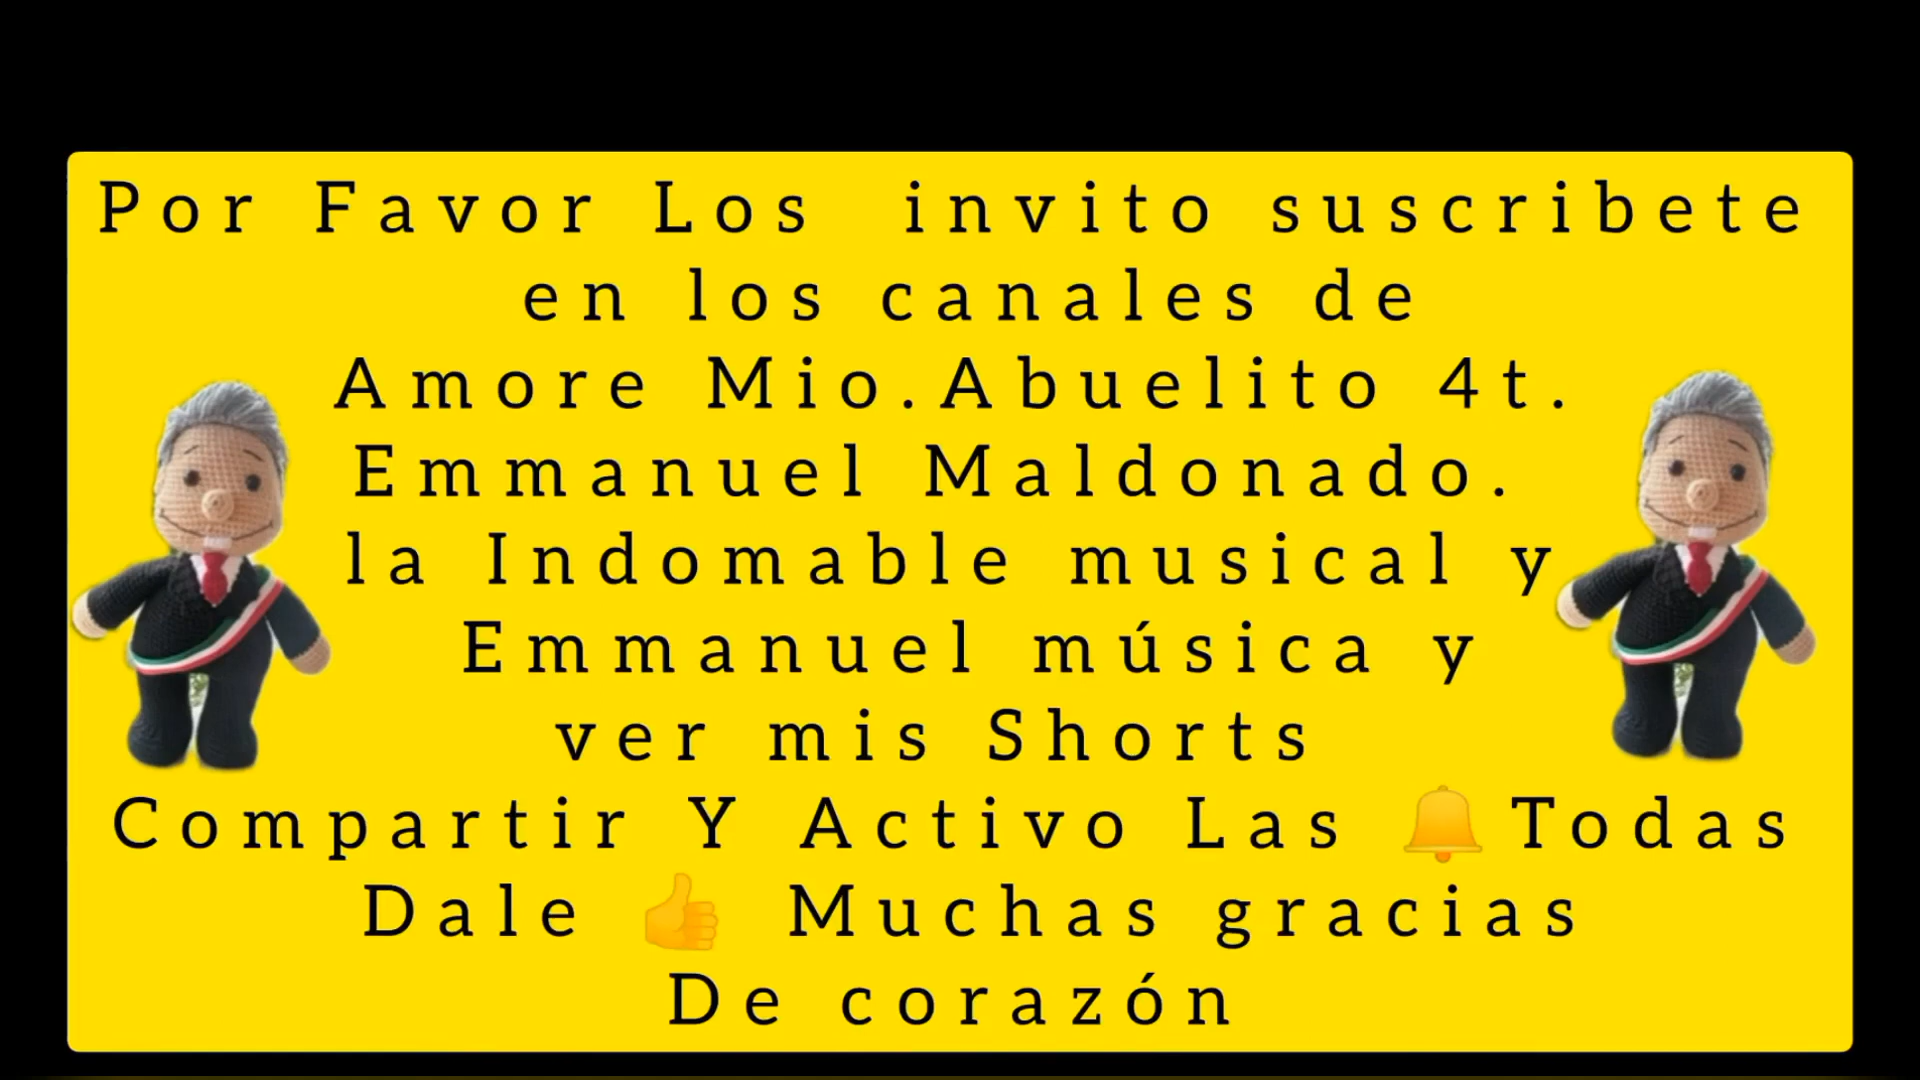 Por Favor Los invito suscribete
en los canales de
Amore Mio.Abuelito 4t.
Emmanuel Maldonado.
la Indomable musical y
Emmanuel música y
ver mis Shorts
Compartir Y Activo Las 🔔Todas
Dale 👍 Muchas gracias
De corazón